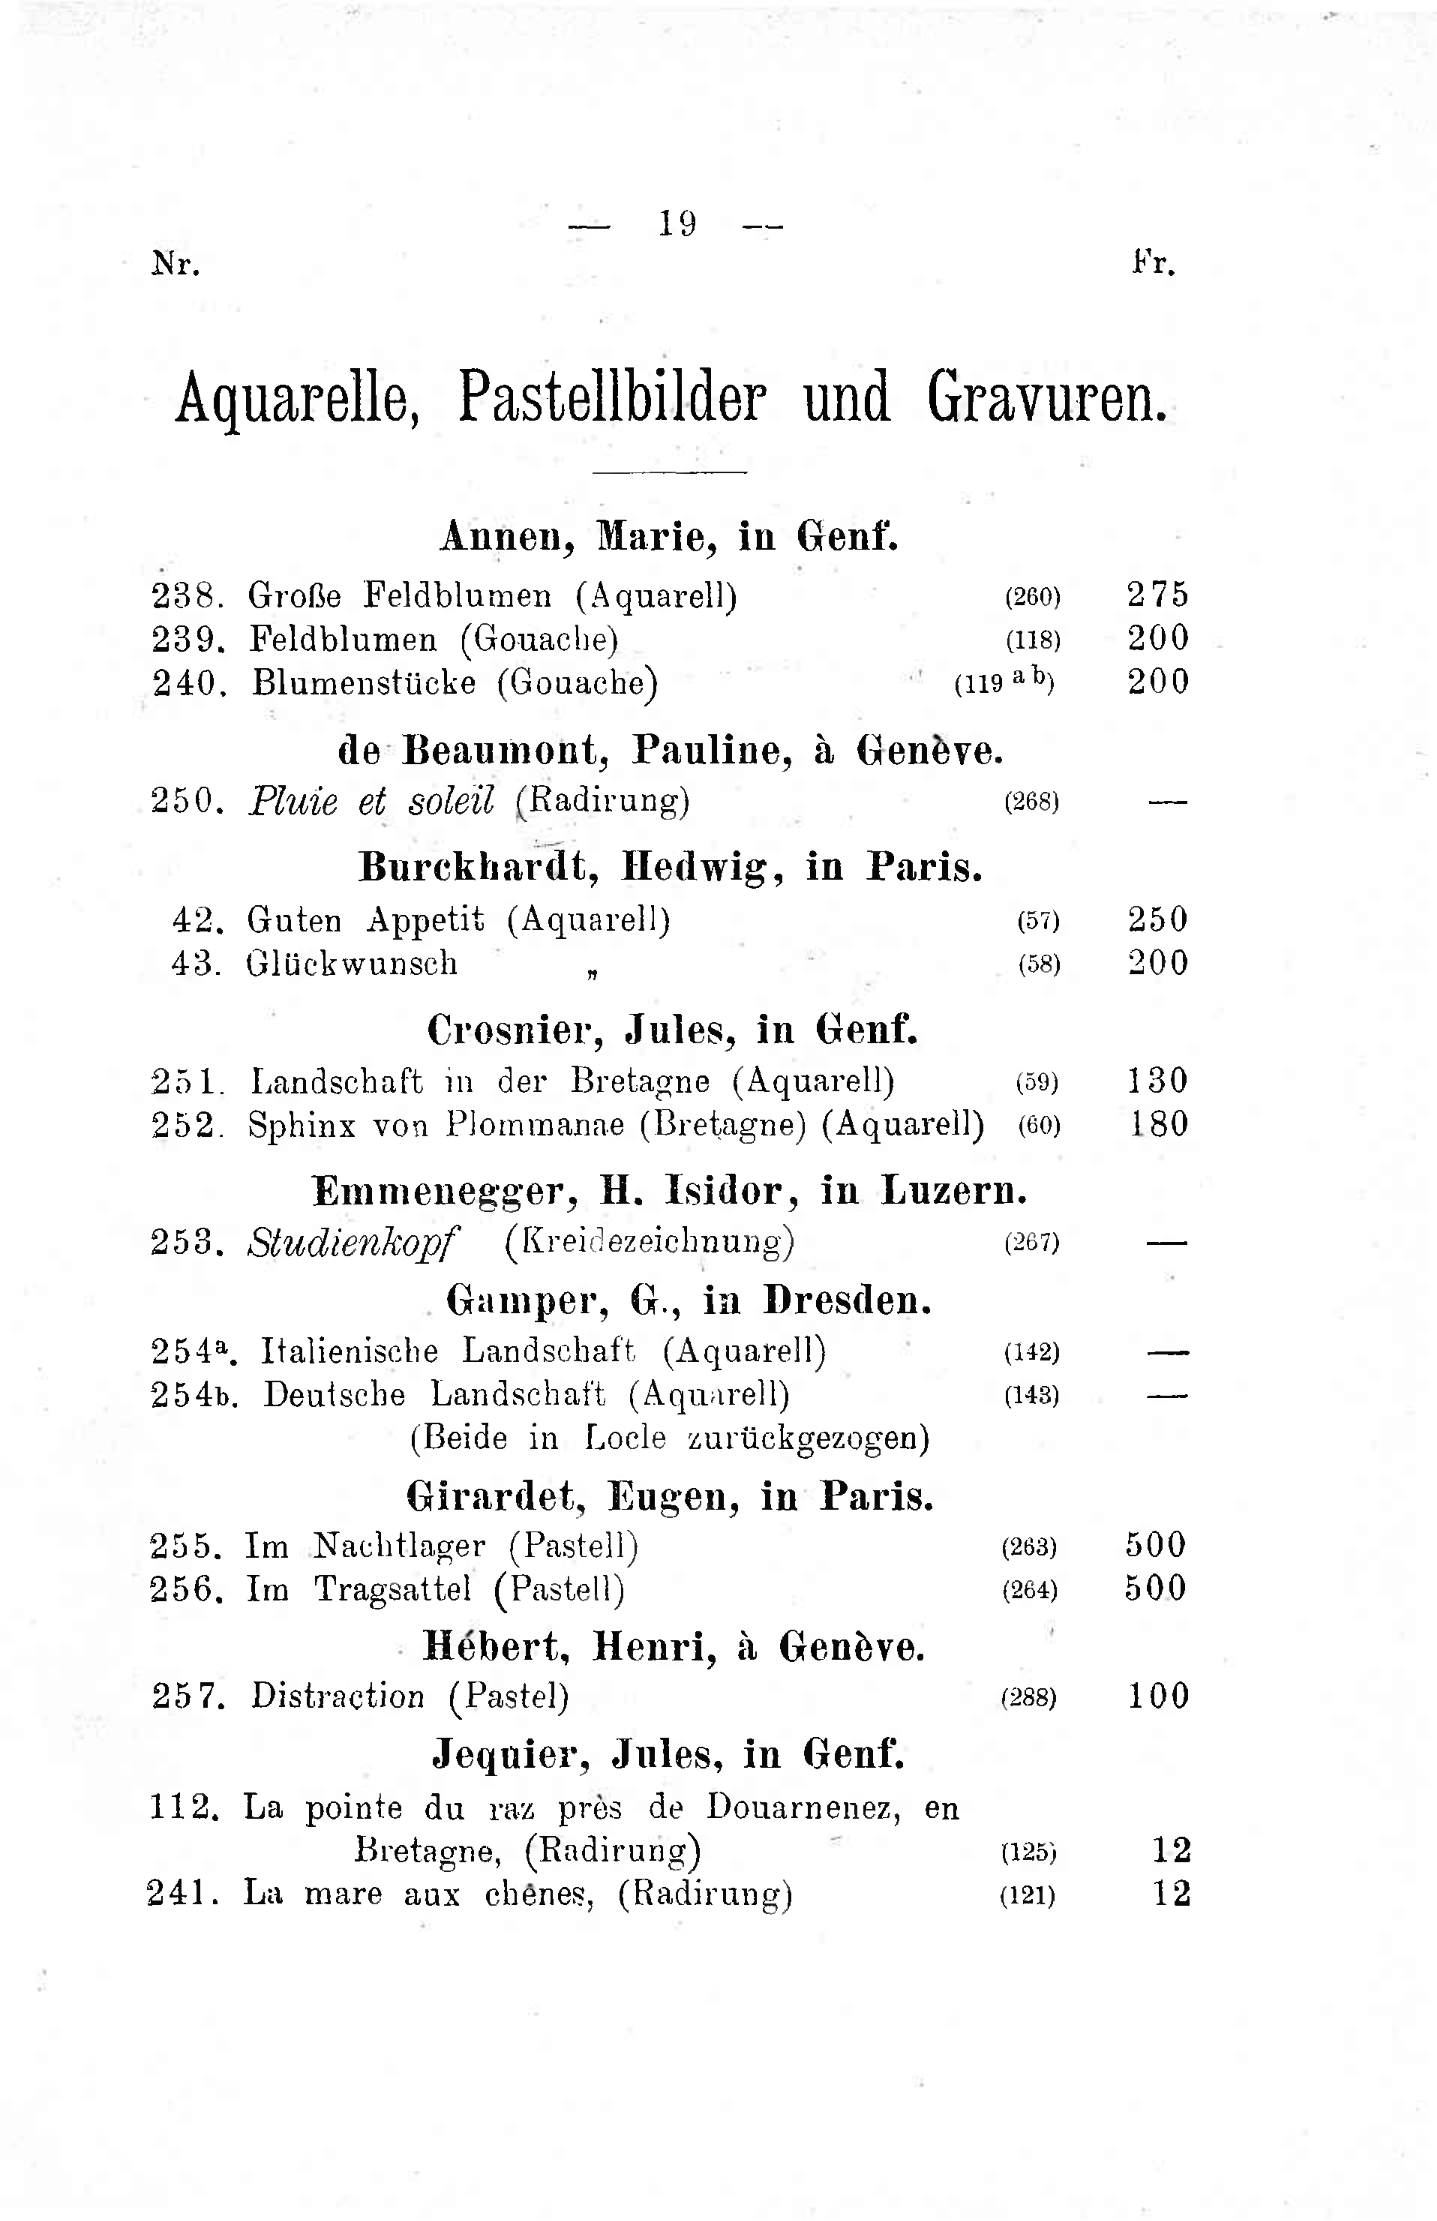 — 19 —
Nr. Fr.
Aquarelle, Pastellbilder und Gravuren.
Annen, Marie, in Genf.
238. Große Feldblumen (Aquarell) (260) 275
239. Feldblumen (Gouache) (118) 200
240. Blumenstücke (Gouache) (119 a b) 200
de Beaumont, Pauline, à Genève.
250. Pluie et soleil (Radirung) (268) —
Burckhardt, Hedwig, in Paris.
42. Guten Appetit (Aquarell) (57) 250
43. Glückwunsch „ (58) 200
Crosnier, Jules, in Genf.
251. Landschaft in der Bretagne (Aquarell) (59) 130
252. Sphinx von Plommanae (Bretagne) (Aquarell) (60) 180
Emmenegger, H. Isidor, in Luzern.
253. Studienkopf (Kreidezeichnung) (267) —
Gamper, G., in Dresden.
254a. Italienische Landschaft (Aquarell) (142) —
254b. Deutsche Landschaft (Aquarell) (143) —
(Beide in Locle zurückgezogen)
Girardet, Eugen, in Paris.
255. Im Nachtlager (Pastell) (263) 500
256. Im Tragsattel (Pastell) (264) 500
Hébert, Henri, à Genève.
257. Distraction (Pastel) (288) 100
Jequier, Jules, in Genf.
112. La pointe du raz près de Douarnenez, en
Bretagne, (Radirung) (125) 12
241. La mare aux chênes, (Radirung) (121) 12